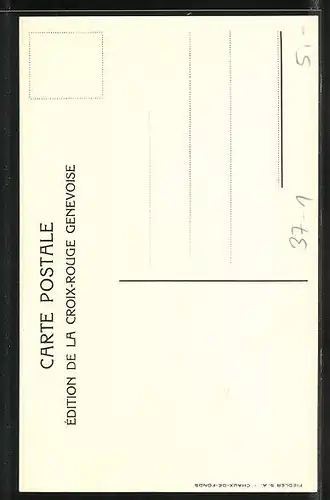 CARTE POSTALE
ÉDITION DE LA CROIX-ROUGE GENEVOISE
5,-
37-1
FIEDLER S. A. CHAUX-DE-FONDS